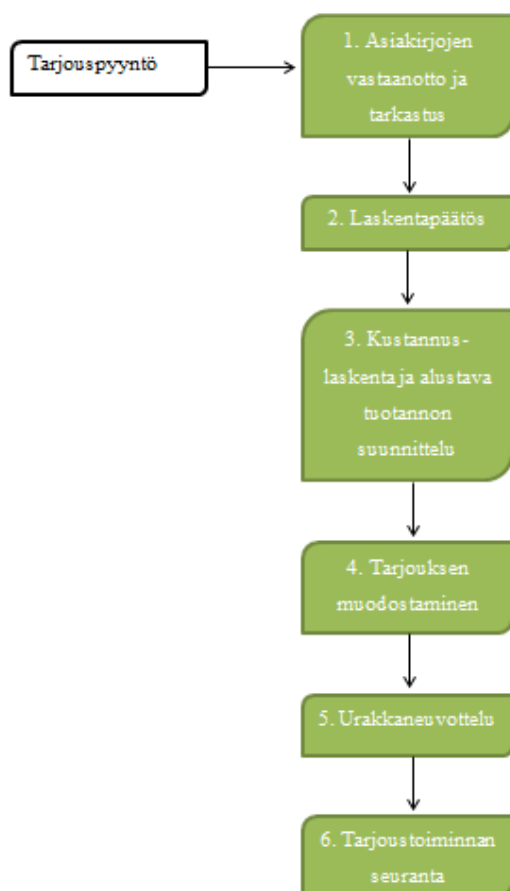 Tarjouspyyntö
1. Asiakirjojen
vastaanotto ja
tarkastus
2. Laskentapäätös
3. Kustannus-
laskenta ja alustava
tuotannon
suunnittelu
4. Tarjouksen
muodostaminen
5. Urakkaneuvottelu
6. Tarjoustoiminnan
seuranta